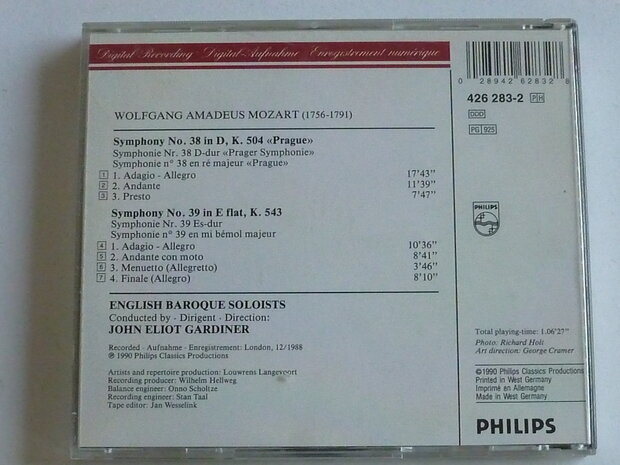 Digital Recording · Digital-Aufnahme · Enregistrement numérique
0 28942 62832 8
426 283-2 PH
DDD
PG 925
WOLFGANG AMADEUS MOZART (1756-1791)
Symphony No. 38 in D, K. 504 «Prague»
Symphonie Nr. 38 D-dur «Prager Symphonie»
Symphonie n° 38 en ré majeur «Prague»
1 1. Adagio - Allegro 17'43"
2 2. Andante 11'39"
3 3. Presto 7'47"
Symphony No. 39 in E flat, K. 543
Symphonie Nr. 39 Es-dur
Symphonie n° 39 en mi bémol majeur
4 1. Adagio - Allegro 10'36"
5 2. Andante con moto 8'41"
6 3. Menuetto (Allegretto) 3'46"
7 4. Finale (Allegro) 8'10"
ENGLISH BAROQUE SOLOISTS
Conducted by · Dirigent · Direction:
JOHN ELIOT GARDINER
Recorded · Aufnahme · Enregistrement: London, 12/1988
℗ 1990 Philips Classics Productions
Artists and repertoire production: Louwrens Langevoort
Recording producer: Wilhelm Hellweg
Balance engineer: Onno Scholtze
Recording engineer: Stan Taal
Tape editor: Jan Wesselink
PHILIPS
Total playing-time: 1.06'27"
Photo: Richard Holt
Art direction: George Cramer
©1990 Philips Classics Productions
Printed in West Germany
Imprimé en Allemagne
Made in West Germany
PHILIPS